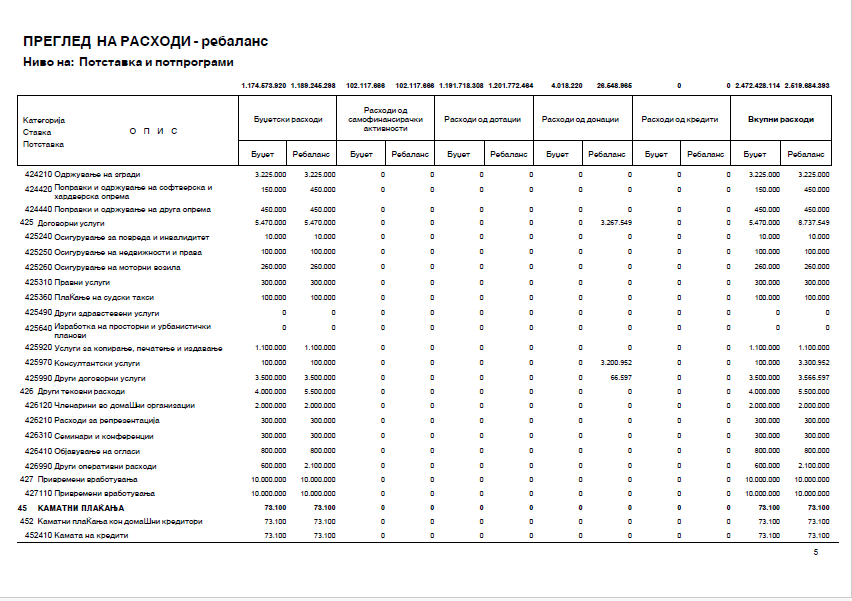 ПРЕГЛЕД НА РАСХОДИ - ребаланс
Ниво на: Потставка и потпрограми
1.174.573.920 1.189.245.298 102.117.666 102.117.666 1.191.718.308 1.201.772.464 4.018.220 26.548.965 0 0 2.472.428.114 2.519.684.393
Категорија
Ставка
Потставка
О П И С
Буџетски расходи
Расходи од самофинансирачки активности
Расходи од дотации
Расходи од донации
Расходи од кредити
Вкупни расходи
Буџет Ребаланс Буџет Ребаланс Буџет Ребаланс Буџет Ребаланс Буџет Ребаланс Буџет Ребаланс
424210 Одржување на згради 3.225.000 3.225.000 0 0 0 0 0 0 0 0 3.225.000 3.225.000
424420 Поправки и одржување на софтверска и хардверска опрема 150.000 450.000 0 0 0 0 0 0 0 0 150.000 450.000
424440 Поправки и одржување на друга опрема 450.000 450.000 0 0 0 0 0 0 0 0 450.000 450.000
425 Договорни услуги 5.470.000 5.470.000 0 0 0 0 0 3.267.549 0 0 5.470.000 8.737.549
425240 Осигурување за повреда и инвалидитет 10.000 10.000 0 0 0 0 0 0 0 0 10.000 10.000
425250 Осигурување на недвижности и права 100.000 100.000 0 0 0 0 0 0 0 0 100.000 100.000
425260 Осигурување на моторни возила 260.000 260.000 0 0 0 0 0 0 0 0 260.000 260.000
425310 Правни услуги 300.000 300.000 0 0 0 0 0 0 0 0 300.000 300.000
425360 ПлаЌање на судски такси 100.000 100.000 0 0 0 0 0 0 0 0 100.000 100.000
425490 Други здравствени услуги 0 0 0 0 0 0 0 0 0 0 0 0
425640 Изработка на просторни и урбанистички планови 0 0 0 0 0 0 0 0 0 0 0 0
425920 Услуги за копирање, печатење и издавање 1.100.000 1.100.000 0 0 0 0 0 0 0 0 1.100.000 1.100.000
425970 Консултантски услуги 100.000 100.000 0 0 0 0 0 3.200.952 0 0 100.000 3.300.952
425990 Други договорни услуги 3.500.000 3.500.000 0 0 0 0 0 66.597 0 0 3.500.000 3.566.597
426 Други тековни расходи 4.000.000 5.500.000 0 0 0 0 0 0 0 0 4.000.000 5.500.000
426120 Членарини во домаШни организации 2.000.000 2.000.000 0 0 0 0 0 0 0 0 2.000.000 2.000.000
426210 Расходи за репрезентација 300.000 300.000 0 0 0 0 0 0 0 0 300.000 300.000
426310 Семинари и конференции 300.000 300.000 0 0 0 0 0 0 0 0 300.000 300.000
426410 Објавување на огласи 800.000 800.000 0 0 0 0 0 0 0 0 800.000 800.000
426990 Други оперативни расходи 600.000 2.100.000 0 0 0 0 0 0 0 0 600.000 2.100.000
427 Привремени вработувања 10.000.000 10.000.000 0 0 0 0 0 0 0 0 10.000.000 10.000.000
427110 Привремени вработувања 10.000.000 10.000.000 0 0 0 0 0 0 0 0 10.000.000 10.000.000
45 КАМАТНИ ПЛАЌАЊА 73.100 73.100 0 0 0 0 0 0 0 0 73.100 73.100
452 Каматни плаЌања кон домаШни кредитори 73.100 73.100 0 0 0 0 0 0 0 0 73.100 73.100
452410 Камата на кредити 73.100 73.100 0 0 0 0 0 0 0 0 73.100 73.100
5